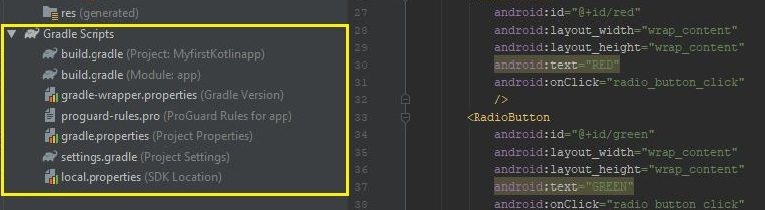 res (generated)
Gradle Scripts
build.gradle (Project: MyfirstKotlinapp)
build.gradle (Module: app)
gradle-wrapper.properties (Gradle Version)
proguard-rules.pro (ProGuard Rules for app)
gradle.properties (Project Properties)
settings.gradle (Project Settings)
local.properties (SDK Location)
27 android:id="@+id/red"
28 android:layout_width="wrap_content"
29 android:layout_height="wrap_content"
30 android:text="RED"
31 android:onClick="radio_button_click"
32 />
33 <RadioButton
34 android:id="@+id/green"
35 android:layout_width="wrap_content"
36 android:layout_height="wrap_content"
37 android:text="GREEN"
38 android:onClick="radio_button_click"